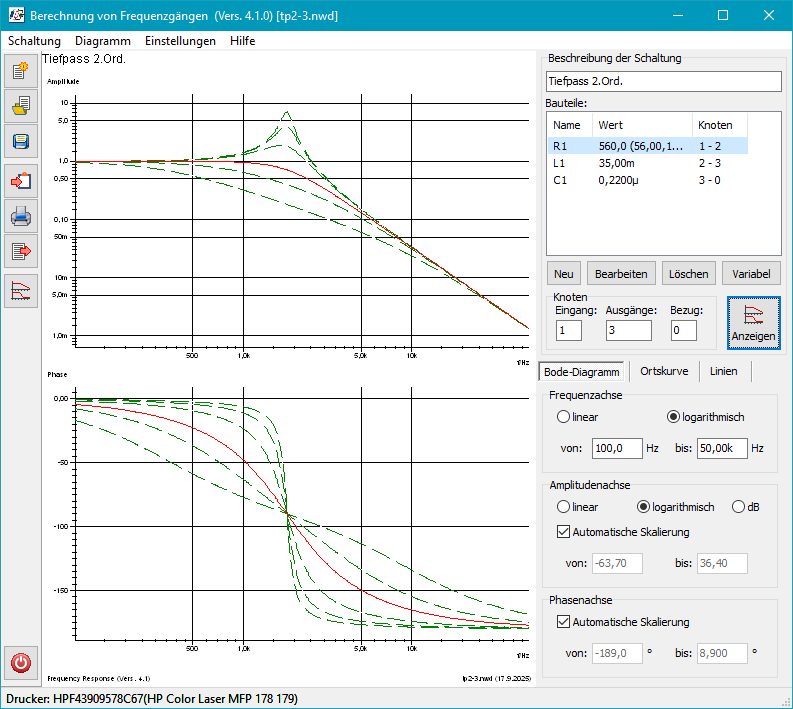 Berechnung von Frequenzgängen (Vers. 4.1.0) [tp2-3.nwd]
Schaltung Diagramm Einstellungen Hilfe
Tiefpass 2.Ord.
Amplitude
10
5,0
1,0
0,50
0,10
50m
10m
5,0m
1,0m
500 1,0k 5,0k 10k
f/Hz
Phase
0,00
-50
-100
-150
500 1,0k 5,0k 10k
f/Hz
Frequency Response (Vers. 4.1) tp2-3.nwd (17.9.2025)
Beschreibung der Schaltung
Tiefpass 2.Ord.
Bauteile:
Name Wert Knoten
R1 560,0 (56,00,1... 1 - 2
L1 35,00m 2 - 3
C1 0,2200µ 3 - 0
Neu Bearbeiten Löschen Variabel
Knoten
Eingang: Ausgänge: Bezug:
1 3 0
Anzeigen
Bode-Diagramm Ortskurve Linien
Frequenzachse
linear logarithmisch
von: 100,0 Hz bis: 50,00k Hz
Amplitudenachse
linear logarithmisch dB
Automatische Skalierung
von: -63,70 bis: 36,40
Phasenachse
Automatische Skalierung
von: -189,0 ° bis: 8,900 °
Drucker: HPF43909578C67(HP Color Laser MFP 178 179)